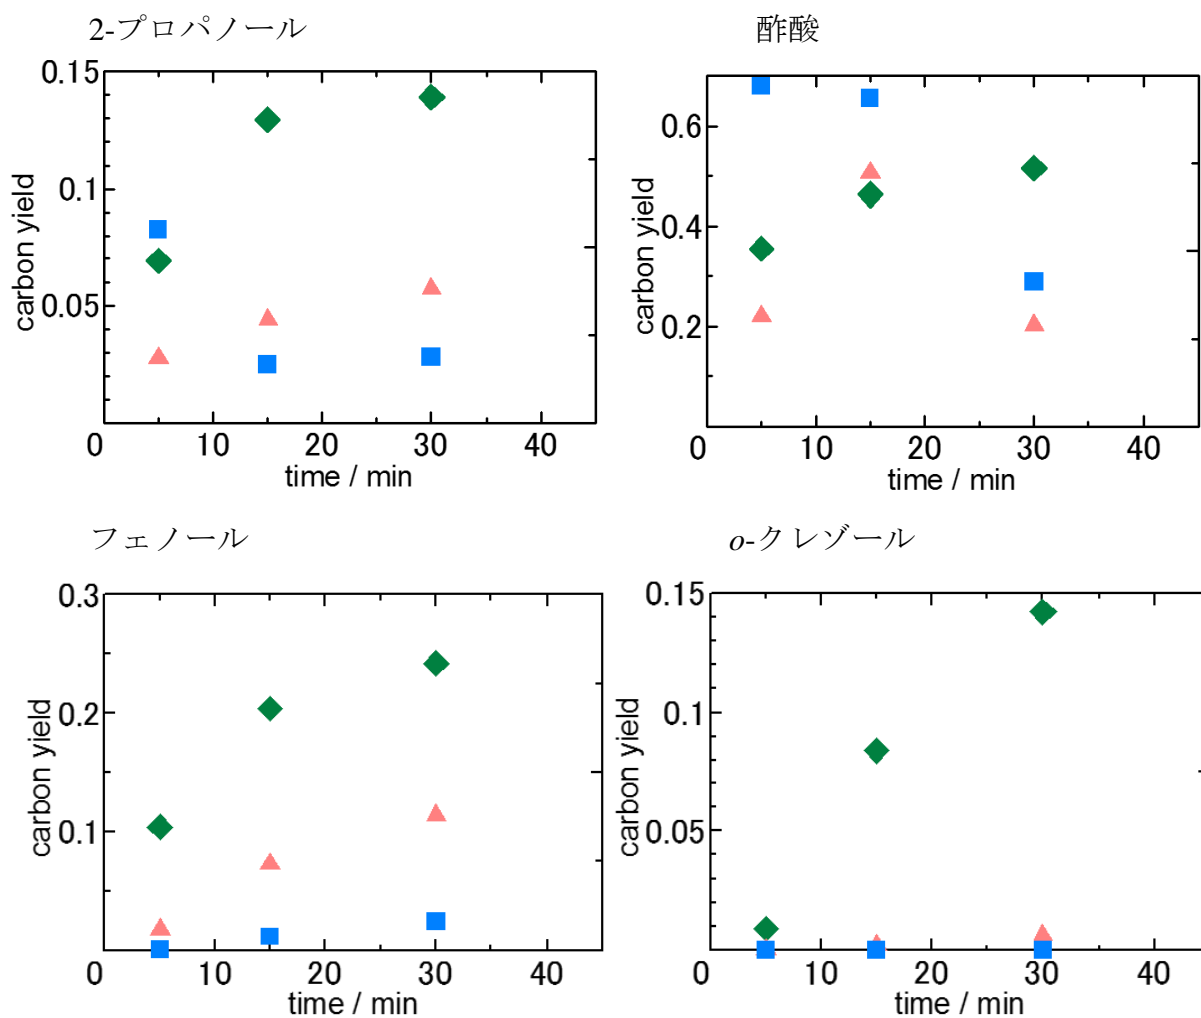 2-プロパノール
0.15
0.1
0.05
carbon yield
0 10 20 30 40
time / min
酢酸
0.6
0.4
0.2
carbon yield
0 10 20 30 40
time / min
フェノール
0.3
0.2
0.1
carbon yield
0 10 20 30 40
time / min
o-クレゾール
0.15
0.1
0.05
carbon yield
0 10 20 30 40
time / min